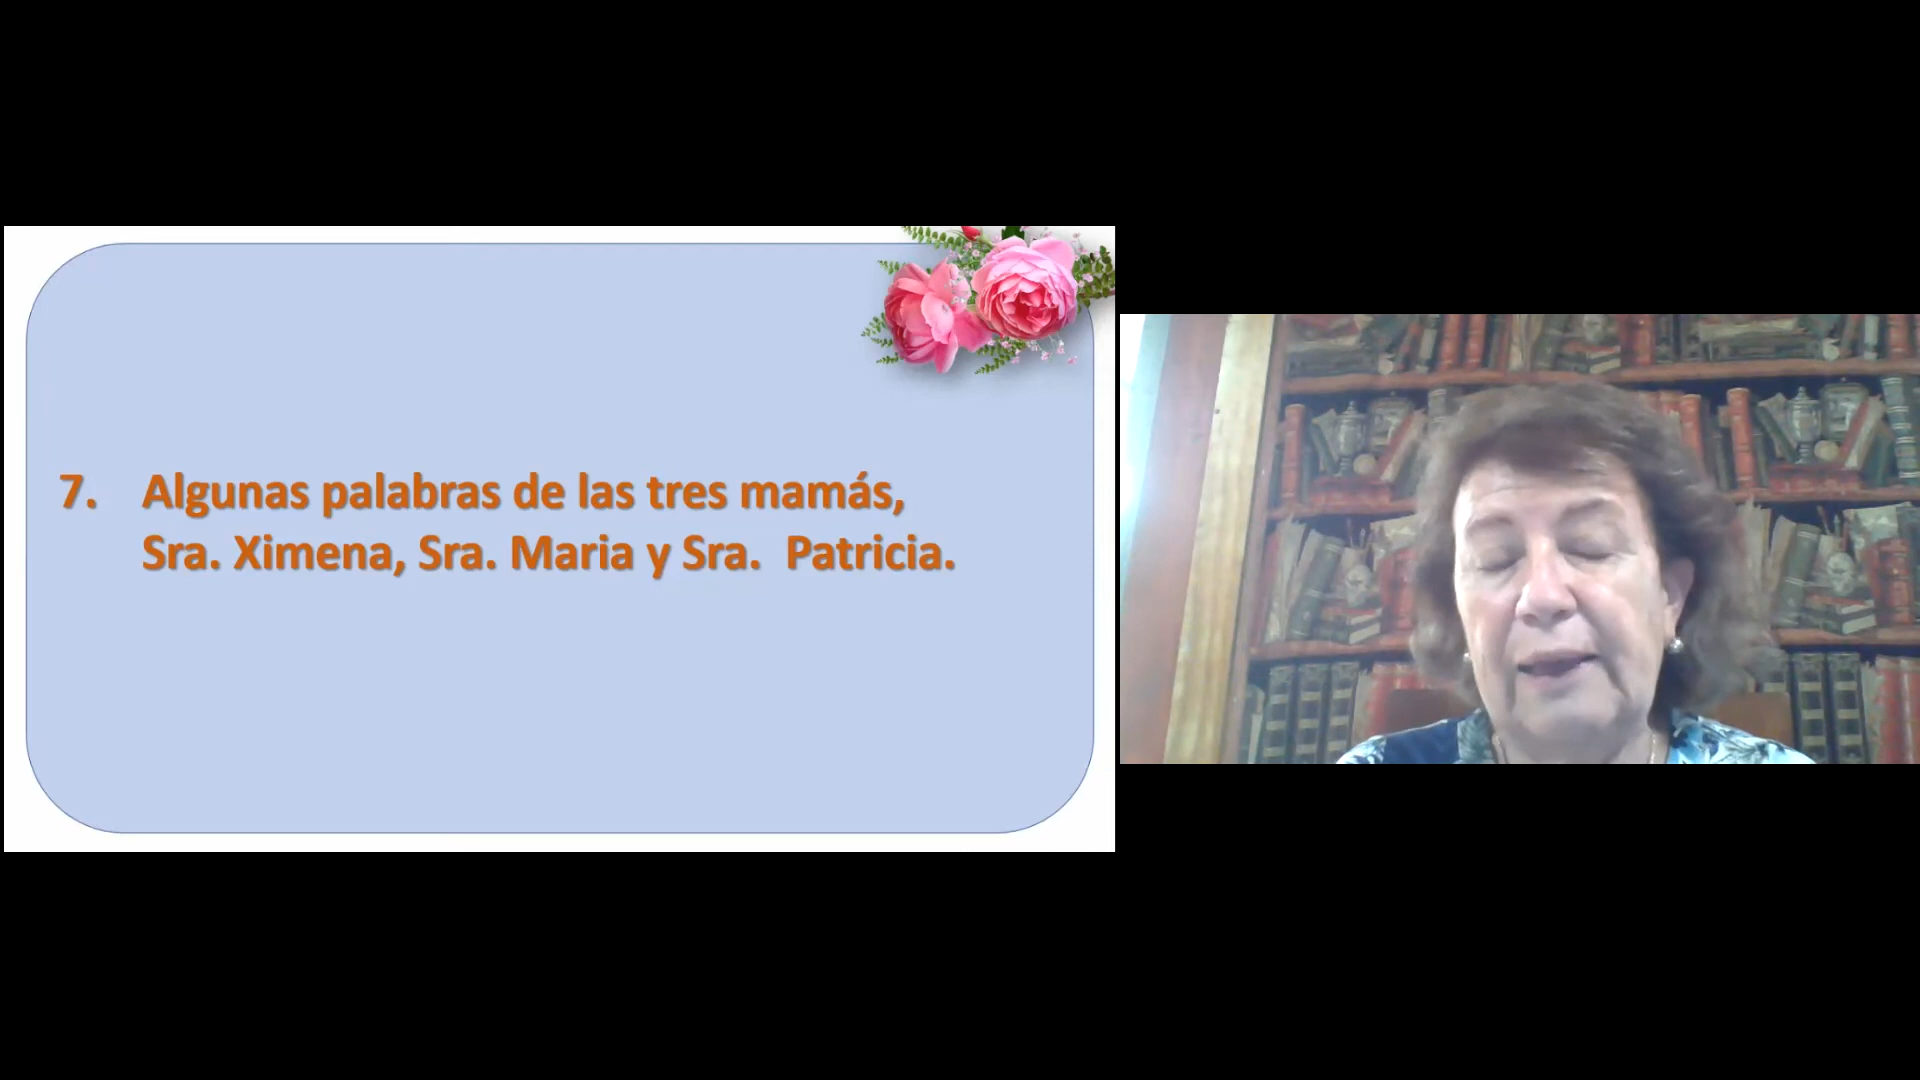 7. Algunas palabras de las tres mamás,
Sra. Ximena, Sra. Maria y Sra. Patricia.